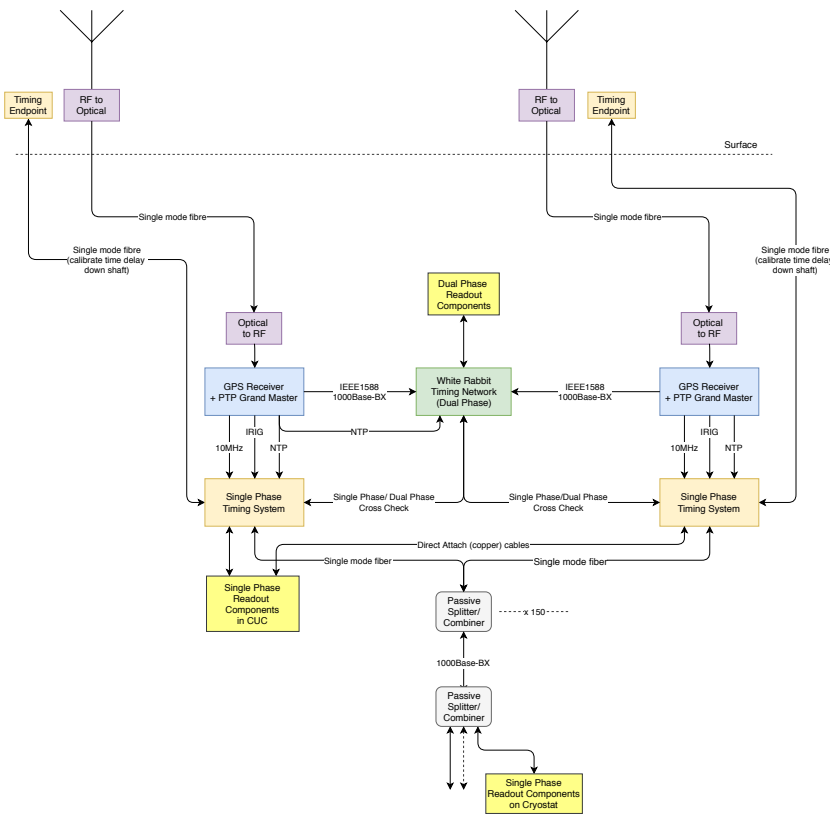 Timing
Endpoint
RF to
Optical
RF to
Optical
Timing
Endpoint
Surface
Single mode fibre
Single mode fibre
Single mode fibre
(calibrate time delay
down shaft)
Single mode fibre
(calibrate time delay
down shaft)
Dual Phase
Readout
Components
Optical
to RF
Optical
to RF
GPS Receiver
+ PTP Grand Master
IEEE1588
1000Base-BX
White Rabbit
Timing Network
(Dual Phase)
IEEE1588
1000Base-BX
GPS Receiver
+ PTP Grand Master
NTP
10MHz
IRIG
NTP
10MHz
IRIG
NTP
Single Phase
Timing System
Single Phase/ Dual Phase
Cross Check
Single Phase/Dual Phase
Cross Check
Single Phase
Timing System
Direct Attach (copper) cables
Single mode fiber
Single mode fiber
Single Phase
Readout
Components
in CUC
Passive
Splitter/
Combiner
x 150
1000Base-BX
Passive
Splitter/
Combiner
Single Phase
Readout Components
on Cryostat